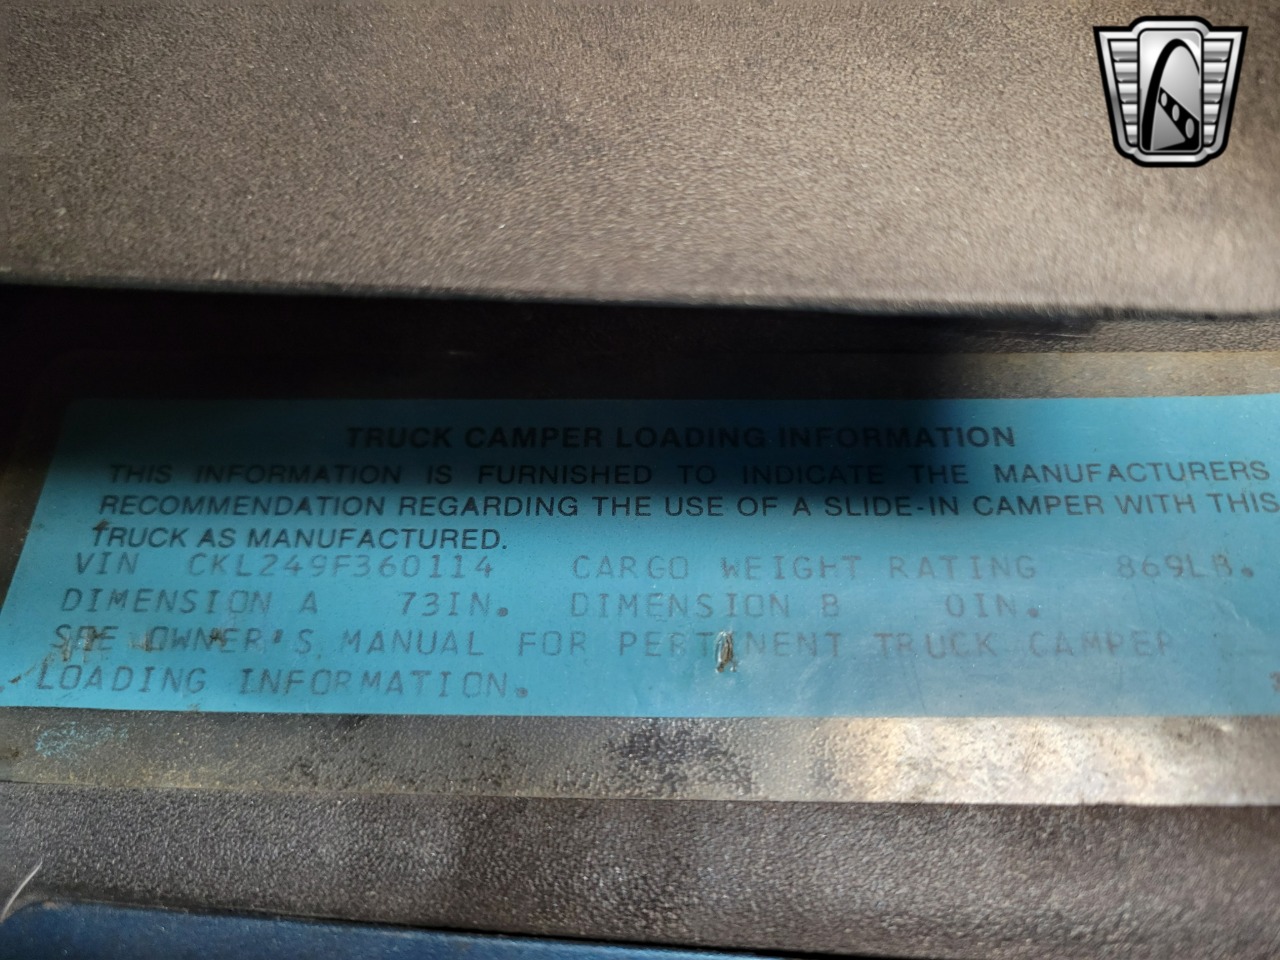 TRUCK CAMPER LOADING INFORMATION
THIS INFORMATION IS FURNISHED TO INDICATE THE MANUFACTURERS
RECOMMENDATION REGARDING THE USE OF A SLIDE-IN CAMPER WITH THIS
TRUCK AS MANUFACTURED.
VIN CKL249F360114 CARGO WEIGHT RATING 869LB.
DIMENSION A 73IN. DIMENSION B 0IN.
SEE OWNER'S MANUAL FOR PERTINENT TRUCK CAMPER
LOADING INFORMATION.